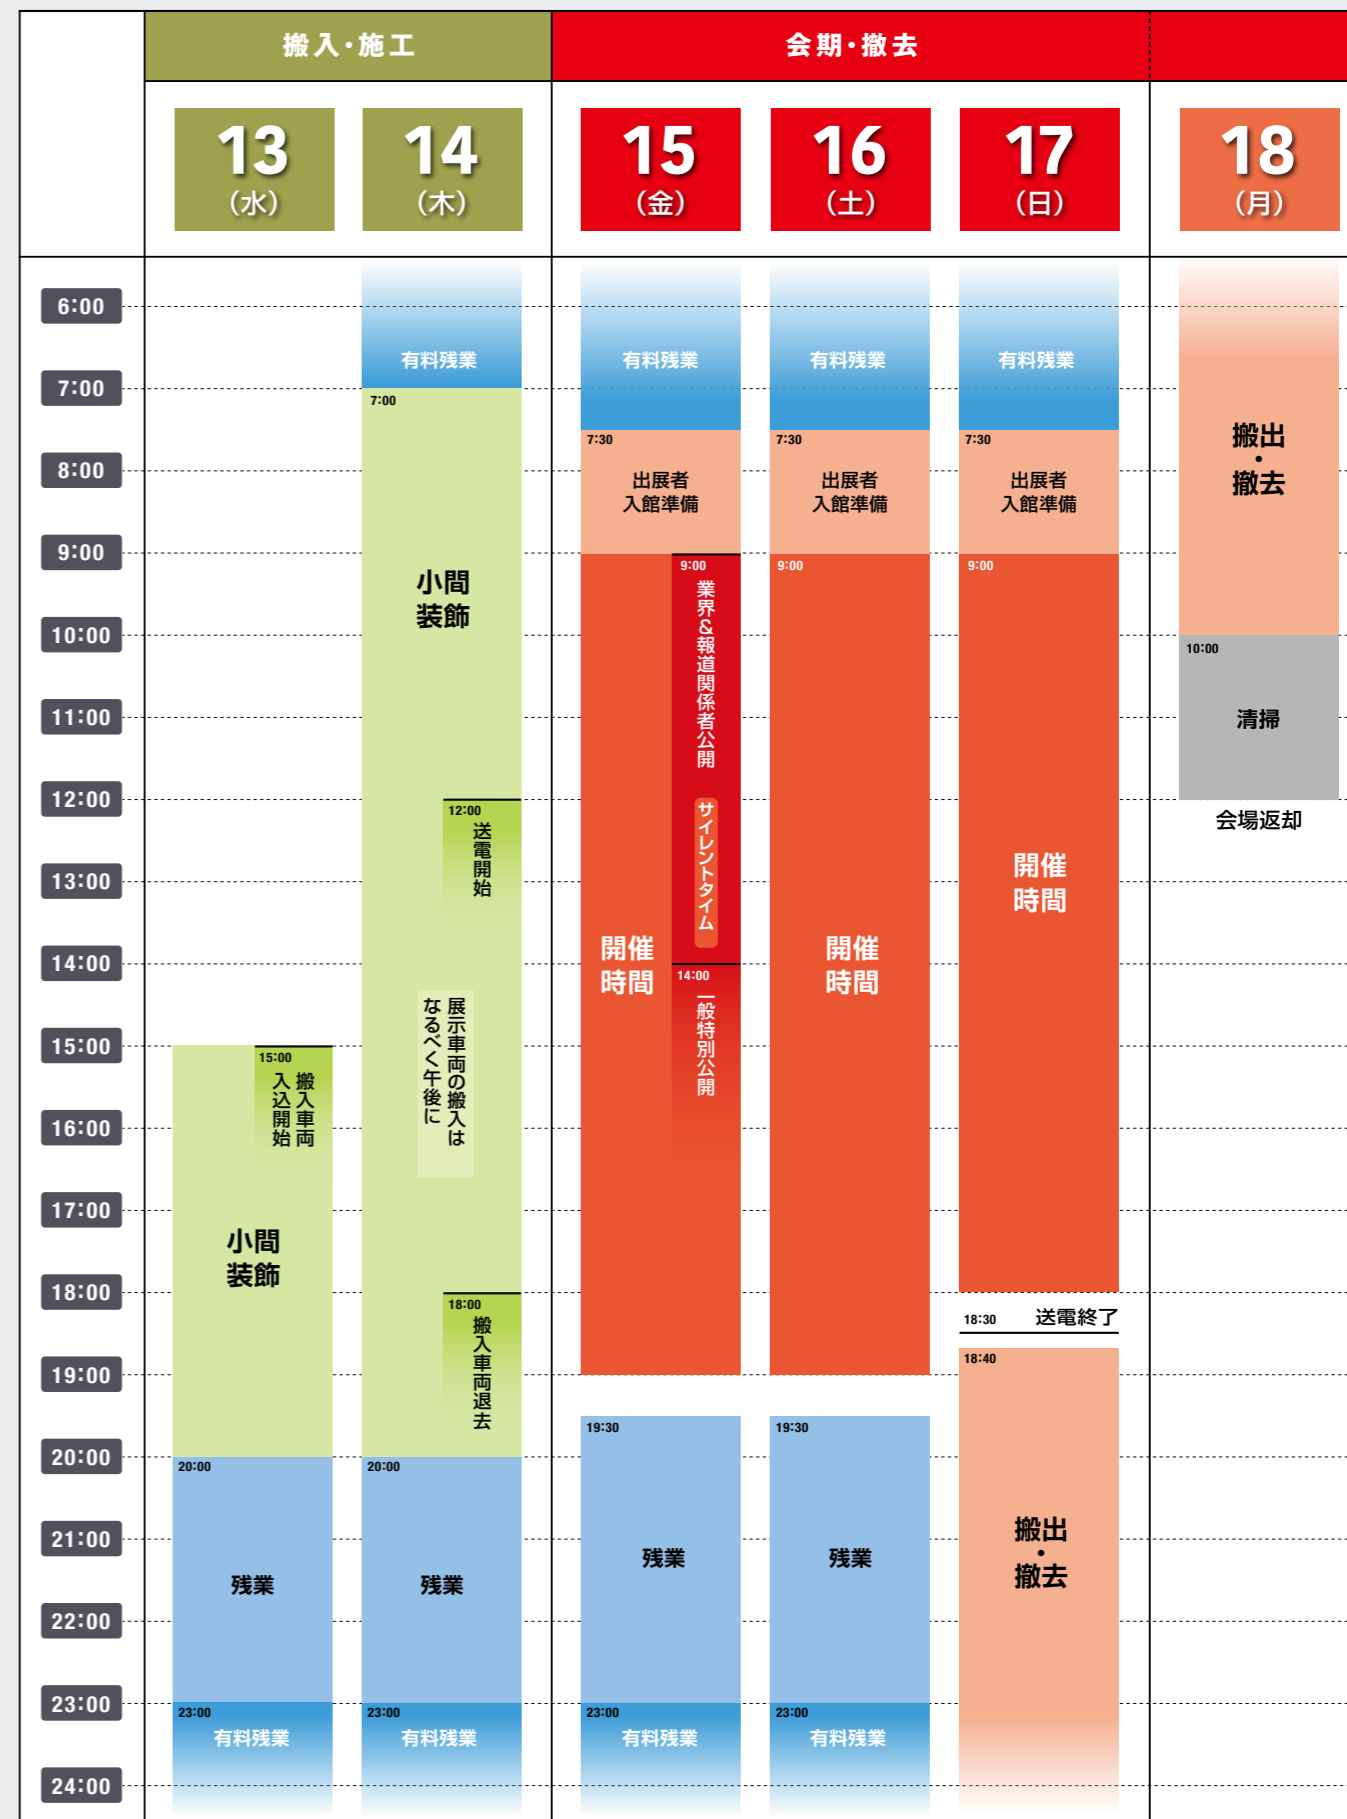 搬入・施工
会期・撤去
13
(水)
14
(木)
15
(金)
16
(土)
17
(日)
18
(月)
6:00
7:00
8:00
9:00
10:00
11:00
12:00
13:00
14:00
15:00
16:00
17:00
18:00
19:00
20:00
21:00
22:00
23:00
24:00
15:00
搬入車両
入込開始
小間
装飾
20:00
残業
23:00
有料残業
有料残業
7:00
小間
装飾
12:00
送電開始
展示車両の搬入は
なるべく午後に
18:00
搬入車両退去
20:00
残業
23:00
有料残業
有料残業
7:30
出展者
入館準備
9:00
業界&報道関係者公開
サイレントタイム
開催
時間
14:00
一般特別公開
19:30
残業
23:00
有料残業
有料残業
7:30
出展者
入館準備
9:00
開催
時間
19:30
残業
23:00
有料残業
有料残業
7:30
出展者
入館準備
9:00
開催
時間
18:30 送電終了
18:40
搬出
・
撤去
搬出
・
撤去
10:00
清掃
会場返却